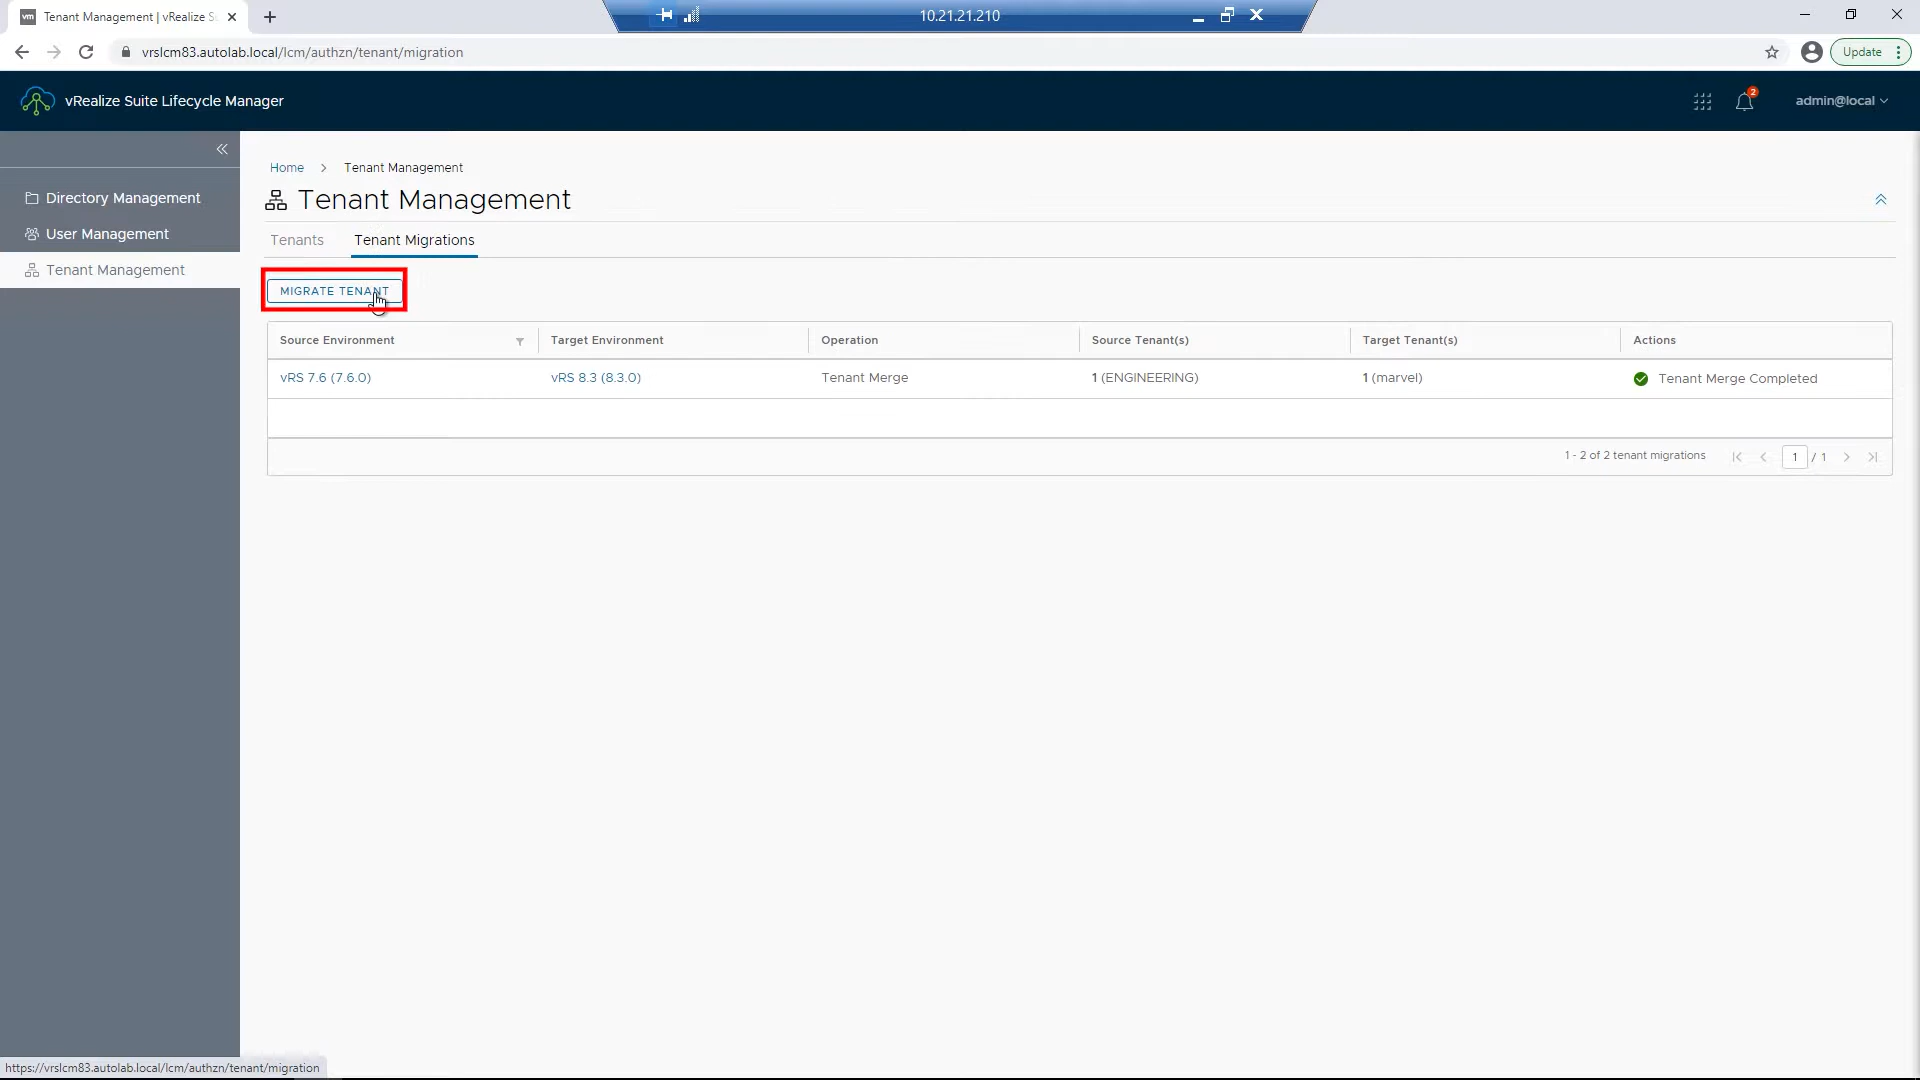 vm Tenant Management | vRealize Su
10.21.21.210
vrslcm83.autolab.local/lcm/authzn/tenant/migration
Update
vRealize Suite Lifecycle Manager
2
admin@local
Directory Management
User Management
Tenant Management
Home > Tenant Management
Tenant Management
Tenants Tenant Migrations
MIGRATE TENANT
Source Environment Target Environment Operation Source Tenant(s) Target Tenant(s) Actions
vRS 7.6 (7.6.0) vRS 8.3 (8.3.0) Tenant Merge 1 (ENGINEERING) 1 (marvel) Tenant Merge Completed
1 - 2 of 2 tenant migrations 1 / 1
https://vrslcm83.autolab.local/lcm/authzn/tenant/migration